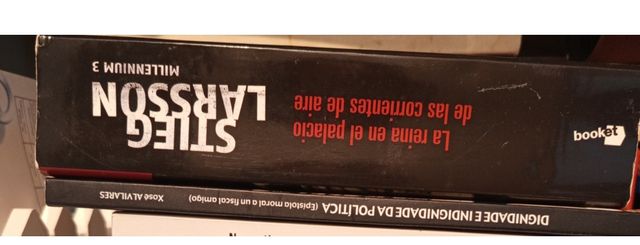 STIEG
LARSSON
MILLENNIUM 3
La reina en el palacio
de las corrientes de aire
booket
DIGNIDADE E INDIGNIDADE DA POLÍTICA (Epístola moral a un fiscal amigo) Xosé ALVILARES